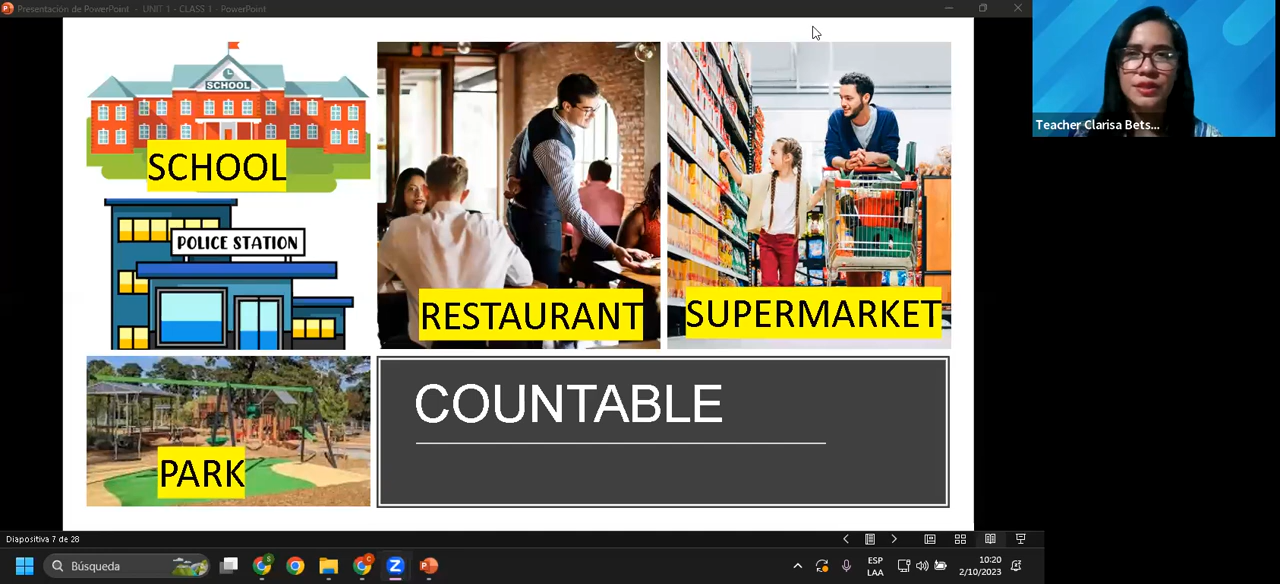 Presentación de PowerPoint - UNIT 1 - CLASS 1 - PowerPoint
SCHOOL
SCHOOL
POLICE STATION
RESTAURANT
SUPERMARKET
Teacher Clarisa Bets...
COUNTABLE
PARK
Diapositiva 7 de 28
Búsqueda
ESP
LAA
10:20
2/10/2023